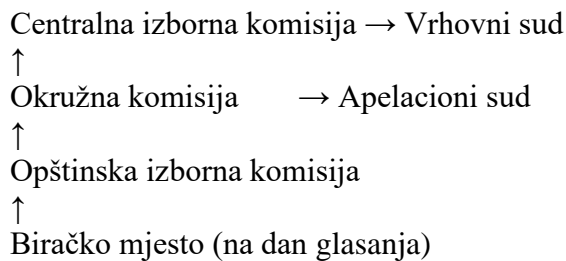 Centralna izborna komisija → Vrhovni sud
↑
Okružna komisija → Apelacioni sud
↑
Opštinska izborna komisija
↑
Biračko mjesto (na dan glasanja)